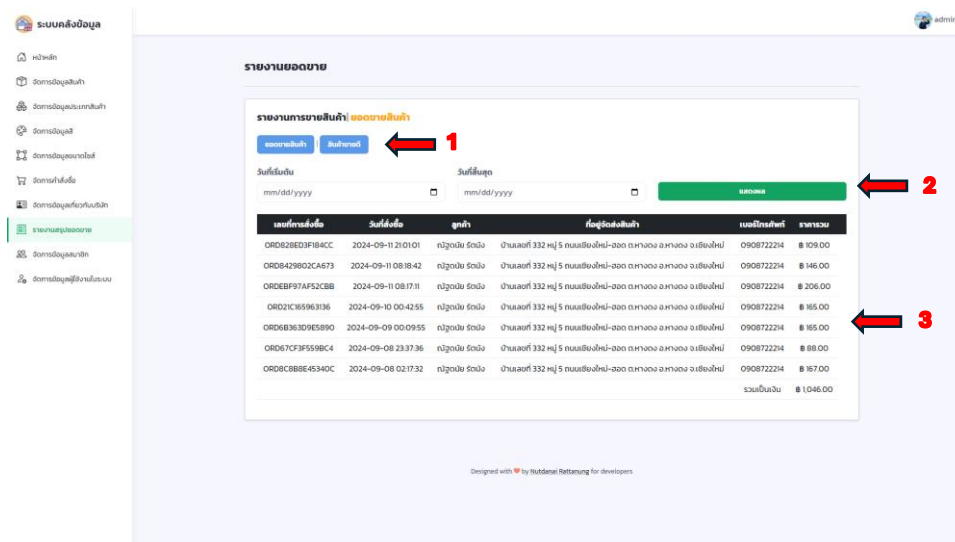 ระบบคลังข้อมูล
admin
หน้าหลัก
จัดการข้อมูลสินค้า
จัดการข้อมูลประเภทสินค้า
จัดการข้อมูลสี
จัดการข้อมูลขนาดไซส์
จัดการคำสั่งซื้อ
จัดการข้อมูลเกี่ยวกับบริษัท
รายงานสรุปยอดขาย
จัดการข้อมูลสมาชิก
จัดการข้อมูลผู้ใช้งานในระบบ
รายงานยอดขาย
รายงานการขายสินค้า| ยอดขายสินค้า
ยอดขายสินค้า | สินค้าขายดี 1
วันที่เริ่มต้น วันที่สิ้นสุด
mm/dd/yyyy mm/dd/yyyy แสดงผล 2
เลขที่การสั่งซื้อ วันที่สั่งซื้อ ลูกค้า ที่อยู่จัดส่งสินค้า เบอร์โทรศัพท์ ราคารวม
ORD828ED3F184CC 2024-09-11 21:01:01 ณัฐดนัย รัตนัง บ้านเลขที่ 332 หมู่ 5 ถนนเชียงใหม่-ฮอด ต.หางดง อ.หางดง จ.เชียงใหม่ 0908722214 ฿ 109.00
ORD8429802CA673 2024-09-11 08:18:42 ณัฐดนัย รัตนัง บ้านเลขที่ 332 หมู่ 5 ถนนเชียงใหม่-ฮอด ต.หางดง อ.หางดง จ.เชียงใหม่ 0908722214 ฿ 146.00
ORDEBF97AF52CBB 2024-09-11 08:17:11 ณัฐดนัย รัตนัง บ้านเลขที่ 332 หมู่ 5 ถนนเชียงใหม่-ฮอด ต.หางดง อ.หางดง จ.เชียงใหม่ 0908722214 ฿ 206.00
ORD21C165963136 2024-09-10 00:42:55 ณัฐดนัย รัตนัง บ้านเลขที่ 332 หมู่ 5 ถนนเชียงใหม่-ฮอด ต.หางดง อ.หางดง จ.เชียงใหม่ 0908722214 ฿ 165.00
ORD6B363D9E5890 2024-09-09 00:09:55 ณัฐดนัย รัตนัง บ้านเลขที่ 332 หมู่ 5 ถนนเชียงใหม่-ฮอด ต.หางดง อ.หางดง จ.เชียงใหม่ 0908722214 ฿ 165.00 3
ORD67CF3F559BC4 2024-09-08 23:37:36 ณัฐดนัย รัตนัง บ้านเลขที่ 332 หมู่ 5 ถนนเชียงใหม่-ฮอด ต.หางดง อ.หางดง จ.เชียงใหม่ 0908722214 ฿ 88.00
ORD8C8B8E45340C 2024-09-08 02:17:32 ณัฐดนัย รัตนัง บ้านเลขที่ 332 หมู่ 5 ถนนเชียงใหม่-ฮอด ต.หางดง อ.หางดง จ.เชียงใหม่ 0908722214 ฿ 167.00
รวมเป็นเงิน ฿ 1,046.00
Designed with by Nutdanai Rattanung for developers